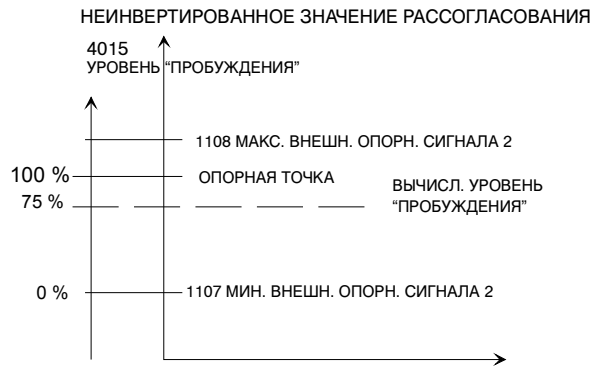 НЕИНВЕРТИРОВАННОЕ ЗНАЧЕНИЕ РАССОГЛАСОВАНИЯ
4015
УРОВЕНЬ “ПРОБУЖДЕНИЯ”
1108 МАКС. ВНЕШН. ОПОРН. СИГНАЛА 2
100 %
ОПОРНАЯ ТОЧКА
ВЫЧИСЛ. УРОВЕНЬ
“ПРОБУЖДЕНИЯ”
75 %
0 %
1107 МИН. ВНЕШН. ОПОРН. СИГНАЛА 2